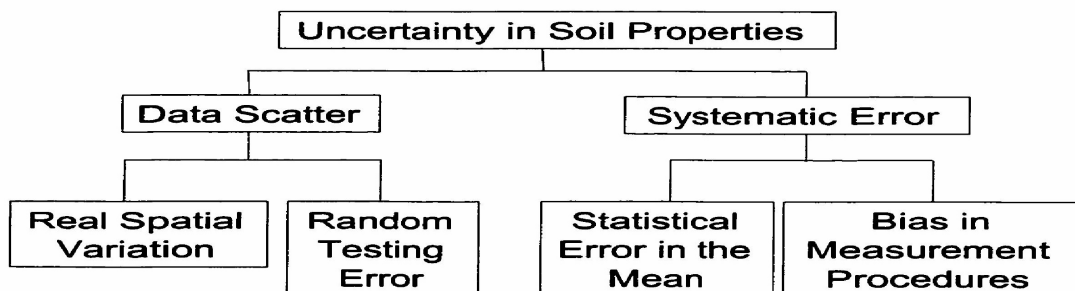 Uncertainty in Soil Properties
Data Scatter
Systematic Error
Real Spatial
Variation
Random
Testing
Error
Statistical
Error in the
Mean
Bias in
Measurement
Procedures